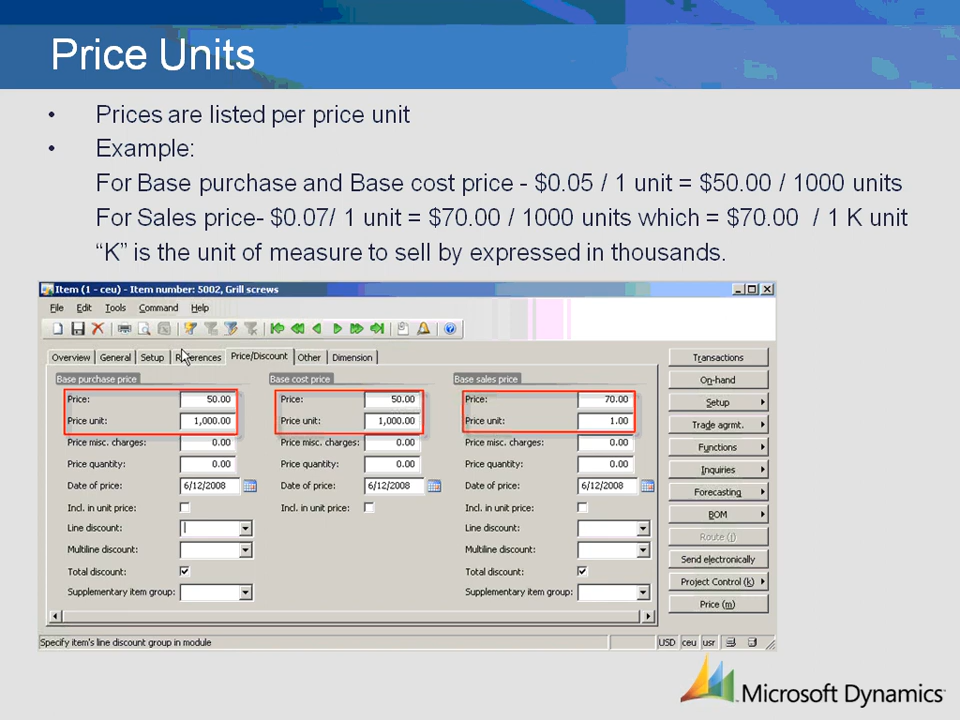 Price Units
• Prices are listed per price unit
• Example:
For Base purchase and Base cost price - $0.05 / 1 unit = $50.00 / 1000 units
For Sales price- $0.07/ 1 unit = $70.00 / 1000 units which = $70.00 / 1 K unit
“K” is the unit of measure to sell by expressed in thousands.
Item (1 - ceu) - Item number: 5002, Grill screws
File Edit Tools Command Help
Overview General Setup References Price/Discount Other Dimension
Transactions
Base purchase price Base cost price Base sales price
On-hand
Price: 50.00 Price: 50.00 Price: 70.00
Setup
Price unit: 1,000.00 Price unit: 1,000.00 Price unit: 1.00
Trade agrmt.
Price misc. charges: 0.00 Price misc. charges: 0.00 Price misc. charges: 0.00
Functions
Price quantity: 0.00 Price quantity: 0.00 Price quantity: 0.00
Inquiries
Date of price: 6/12/2008 Date of price: 6/12/2008 Date of price: 6/12/2008
Forecasting
Incl. in unit price: Incl. in unit price: Incl. in unit price:
BOM
Line discount: Line discount:
Route (j)
Multiline discount: Multiline discount:
Send electronically
Total discount: Total discount:
Project Control (k)
Supplementary item group: Supplementary item group:
Price (m)
Specify item's line discount group in module USD ceu usr
Microsoft Dynamics